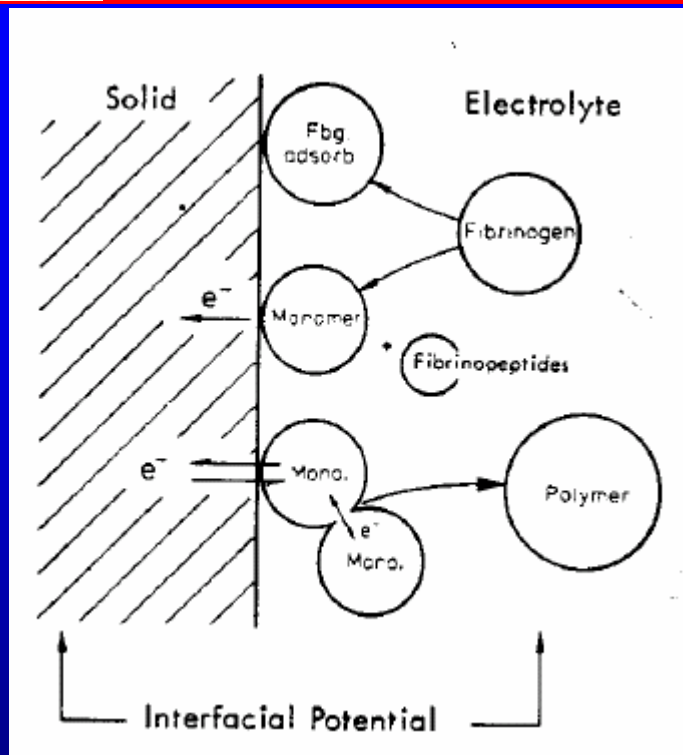 Solid
Electrolyte
Fbg.
adsorb
Fibrinogen
e⁻
Monomer
+
Fibrinopeptides
e⁻
Mono.
e⁻
Mono.
Polymer
Interfacial Potential